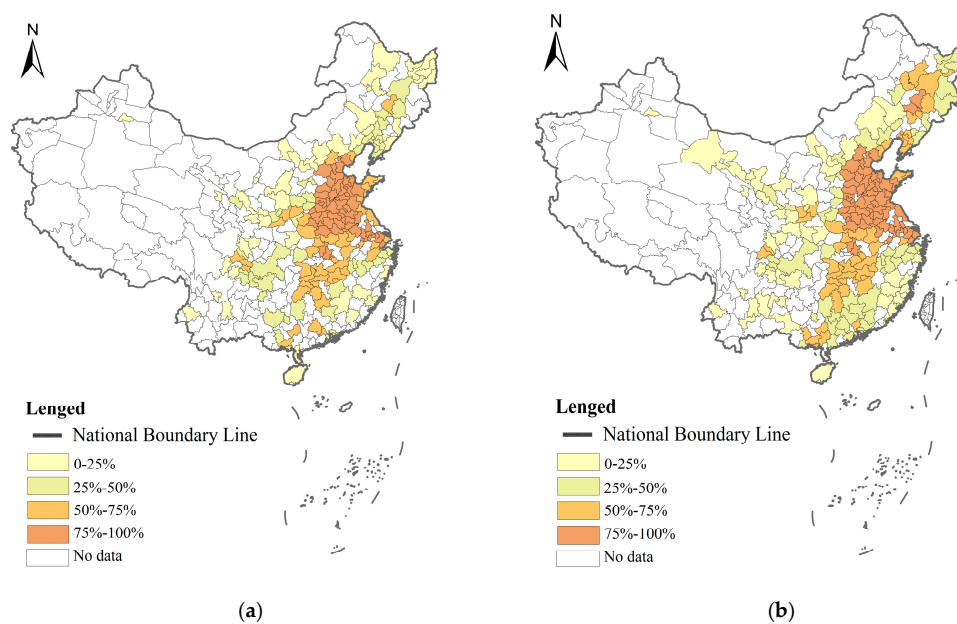 N
Lenged
National Boundary Line
0-25%
25%-50%
50%-75%
75%-100%
No data
(a)
N
Lenged
National Boundary Line
0-25%
25%-50%
50%-75%
75%-100%
No data
(b)